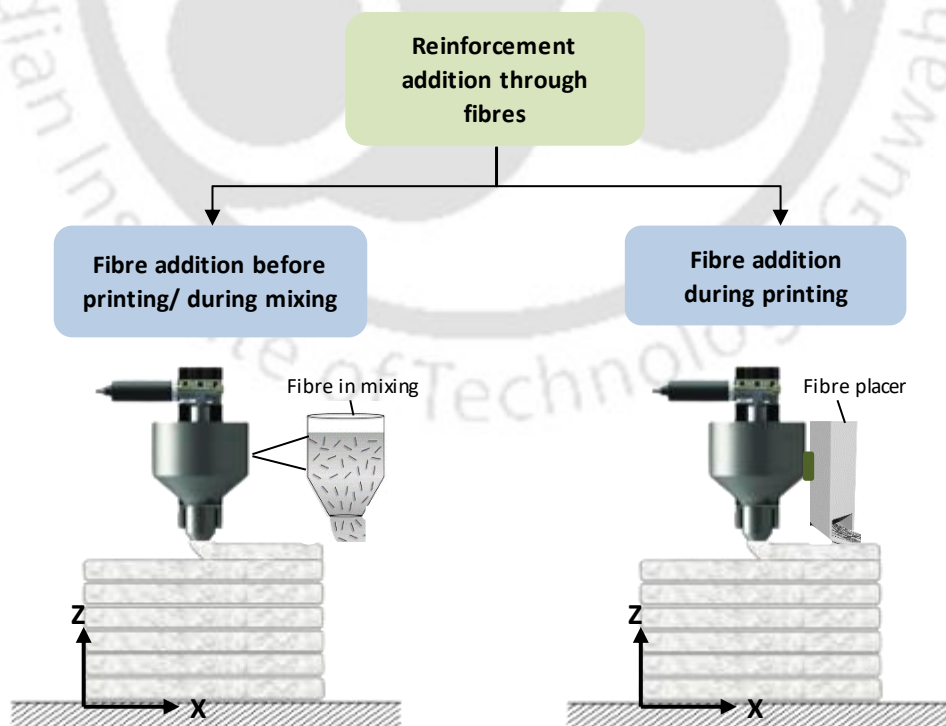 Reinforcement
addition through
fibres
Fibre addition before
printing/ during mixing
Fibre addition
during printing
Fibre in mixing
Fibre placer
Z
X
Z
X